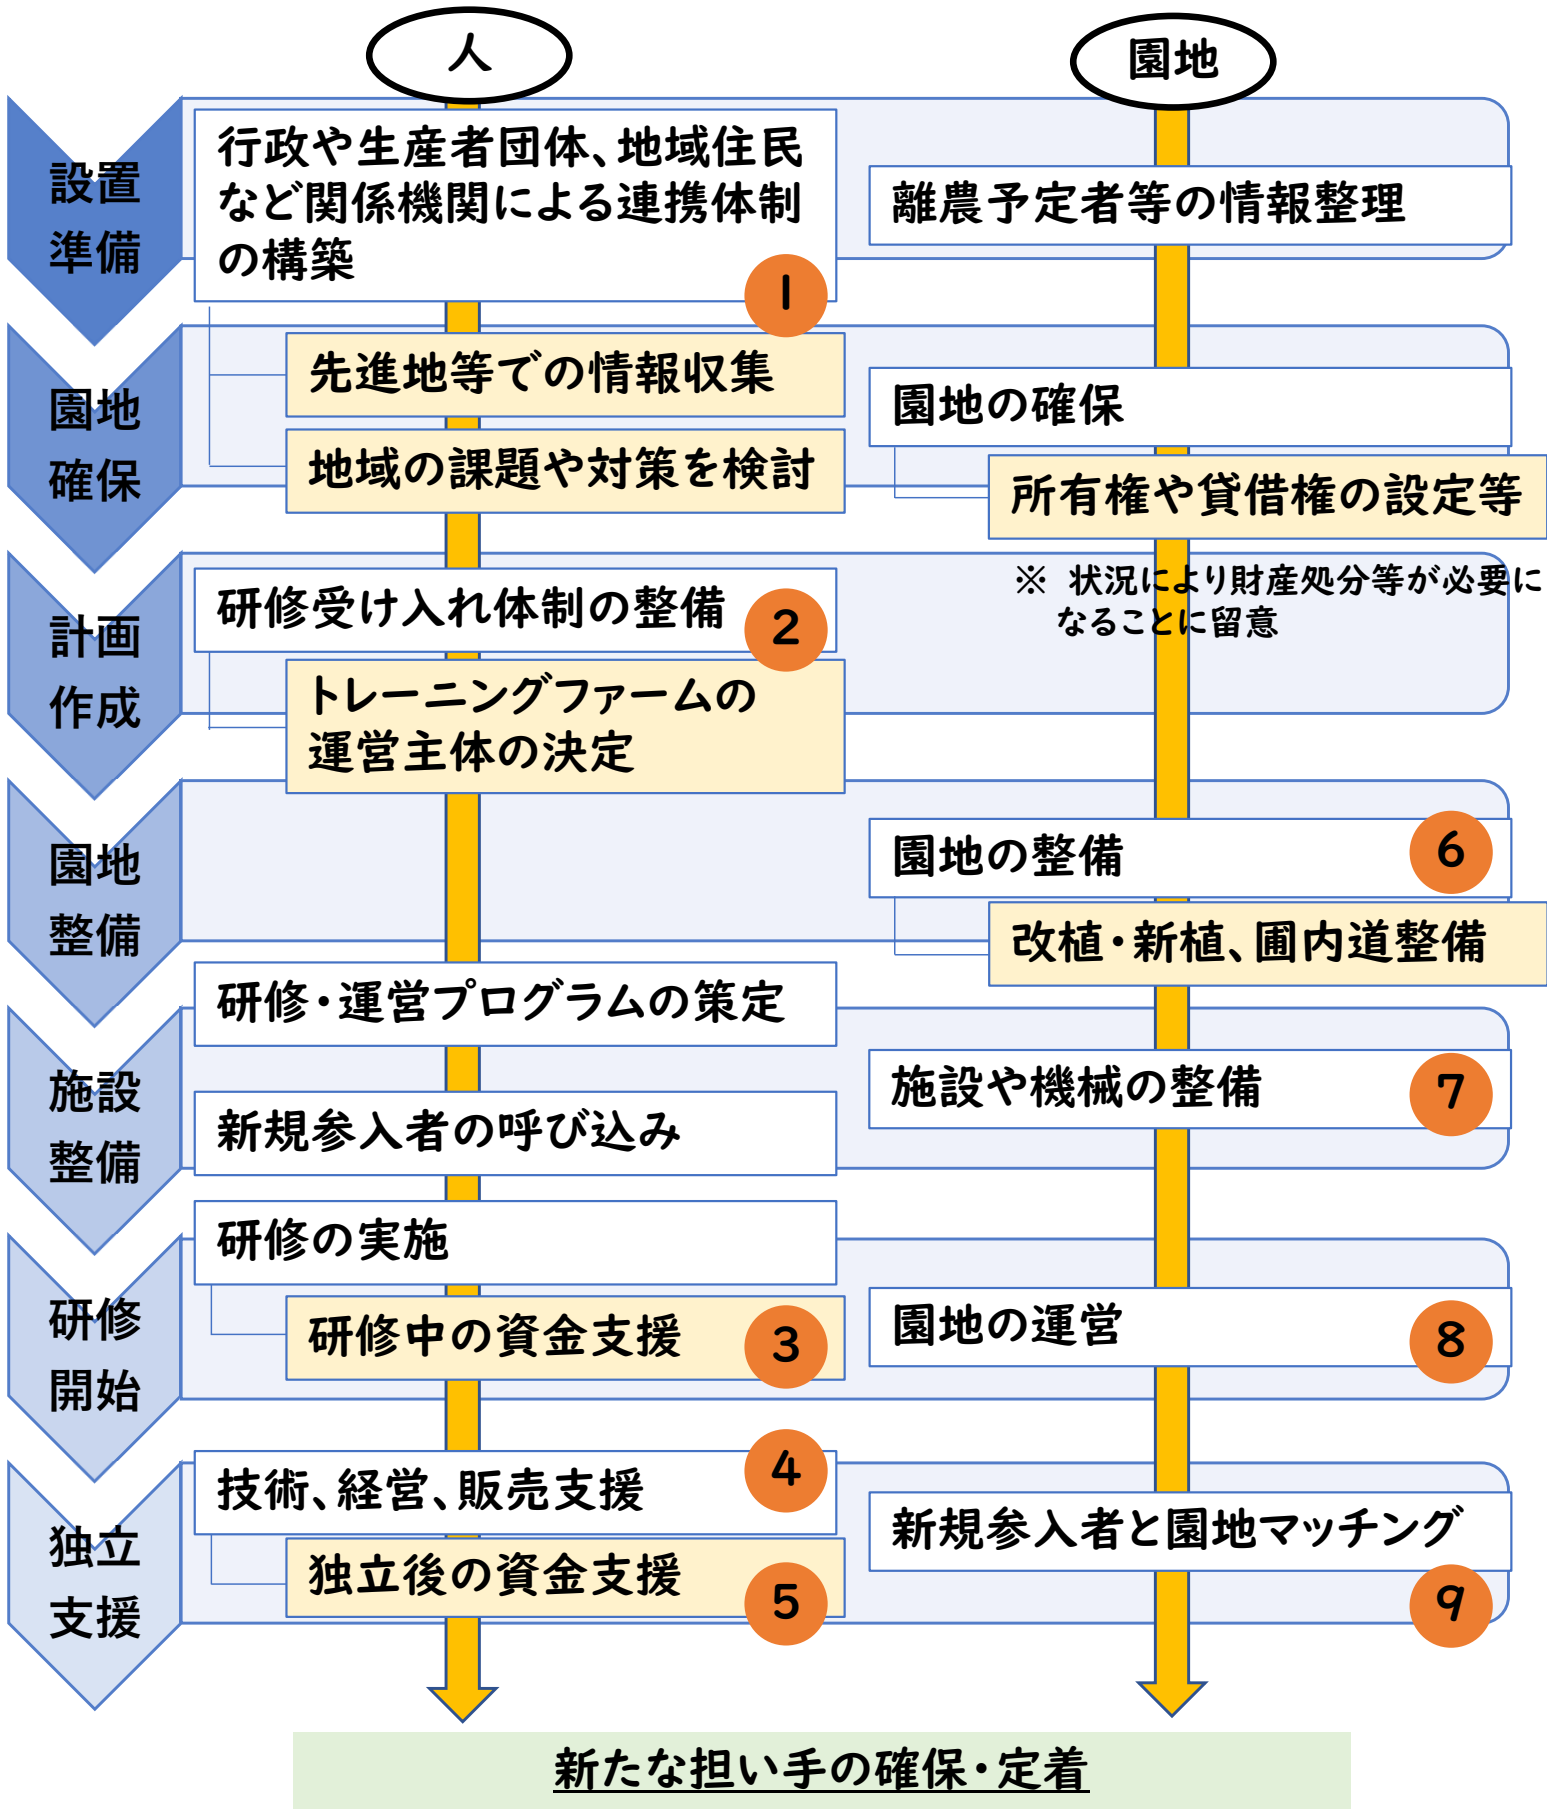 人
園地
設置
準備
行政や生産者団体、地域住民
など関係機関による連携体制
の構築
1
離農予定者等の情報整理
園地
確保
先進地等での情報収集
地域の課題や対策を検討
園地の確保
所有権や貸借権の設定等
※ 状況により財産処分等が必要に
なることに留意
計画
作成
研修受け入れ体制の整備
2
トレーニングファームの
運営主体の決定
園地
整備
園地の整備
6
改植・新植、圃内道整備
研修・運営プログラムの策定
施設
整備
新規参入者の呼び込み
施設や機械の整備
7
研修
開始
研修の実施
研修中の資金支援
3
園地の運営
8
独立
支援
技術、経営、販売支援
4
独立後の資金支援
5
新規参入者と園地マッチング
9
新たな担い手の確保・定着